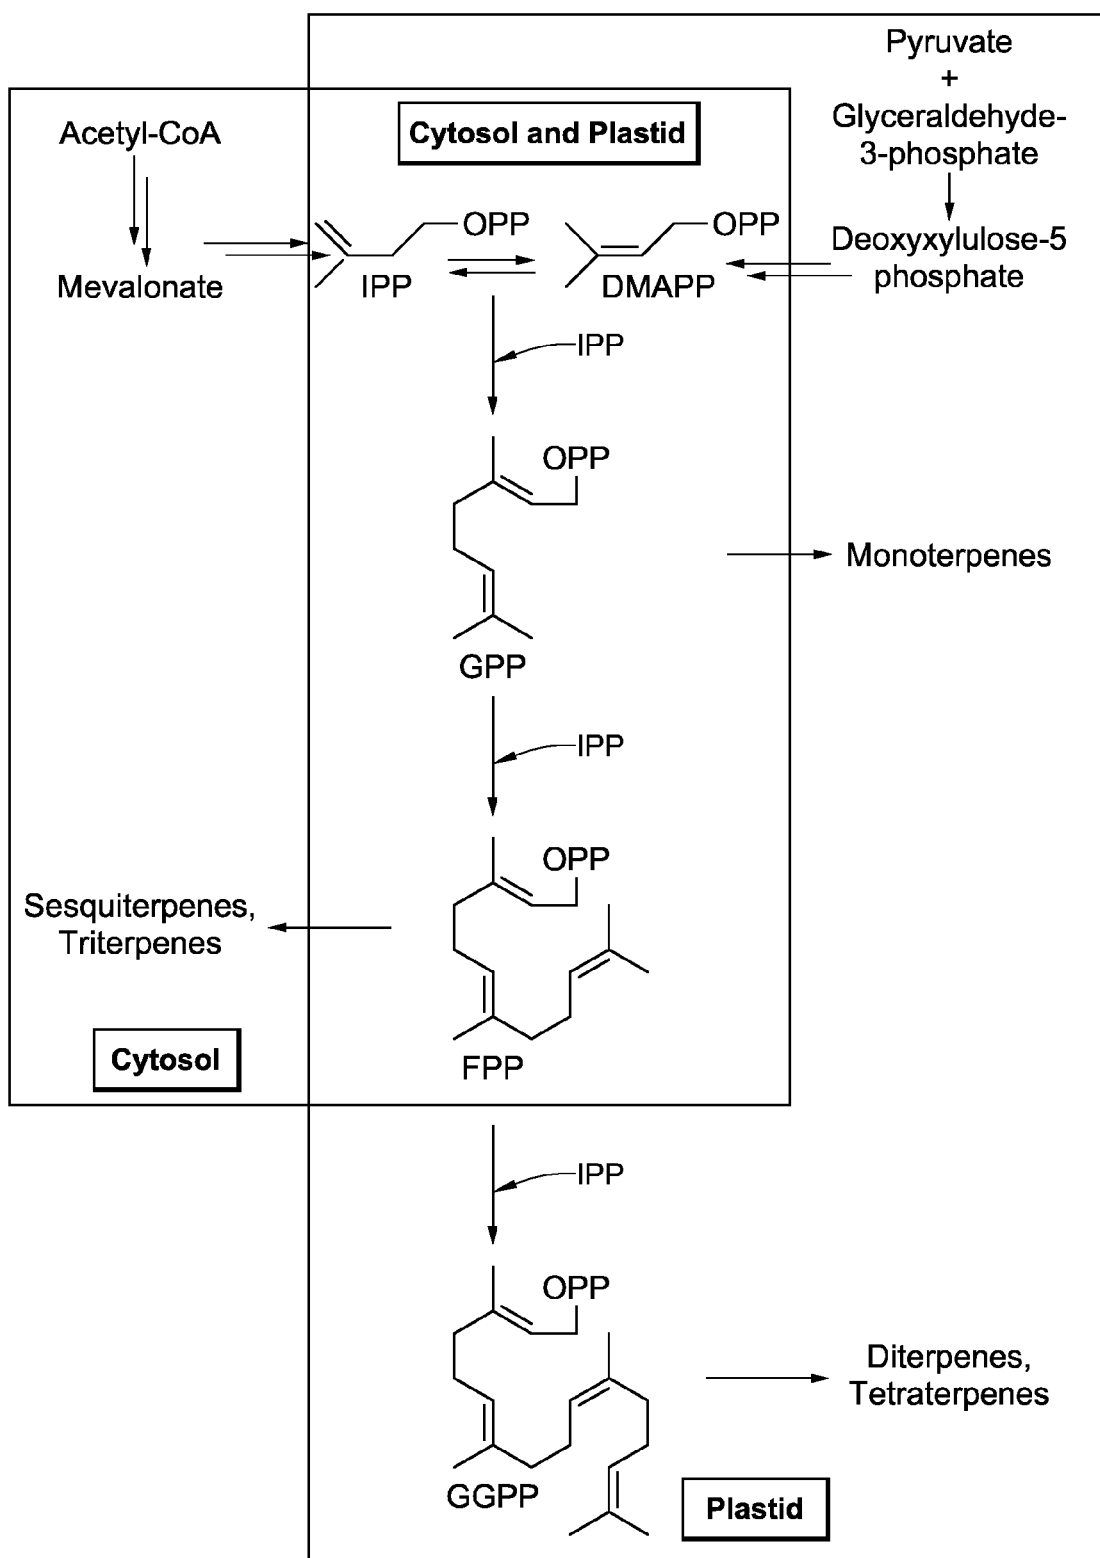 Pyruvate
+
Glyceraldehyde-
3-phosphate
Acetyl-CoA
Cytosol and Plastid
OPP
OPP
Deoxyxylulose-5
phosphate
Mevalonate
IPP
DMAPP
IPP
OPP
Monoterpenes
GPP
IPP
OPP
Sesquiterpenes,
Triterpenes
Cytosol
FPP
IPP
OPP
Diterpenes,
Tetraterpenes
GGPP
Plastid